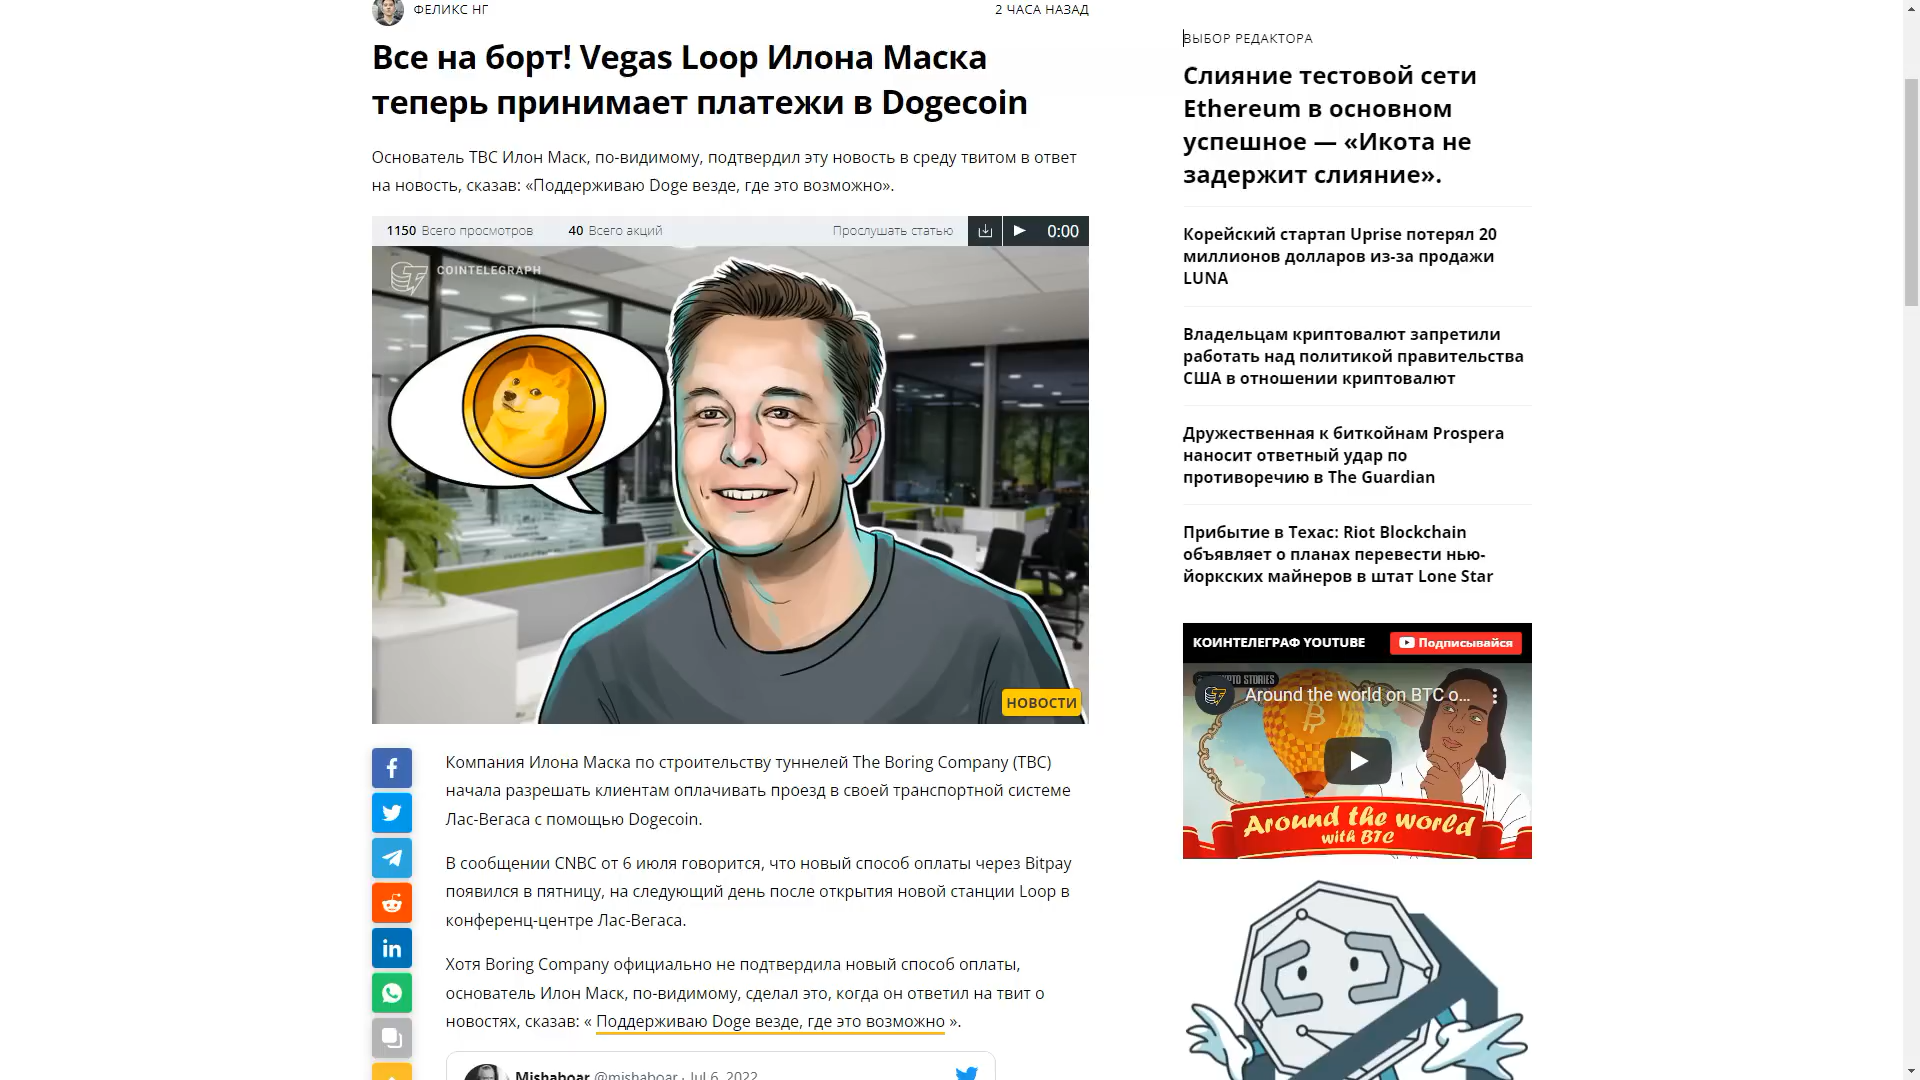 ФЕЛИКС НГ
2 ЧАСА НАЗАД
Все на борт! Vegas Loop Илона Маска
теперь принимает платежи в Dogecoin
Основатель TBC Илон Маск, по-видимому, подтвердил эту новость в среду твитом в ответ
на новость, сказав: «Поддерживаю Doge везде, где это возможно».
1150 Всего просмотров
40 Всего акций
Прослушать статью
0:00
COINTELEGRAPH
НОВОСТИ
Компания Илона Маска по строительству туннелей The Boring Company (TBC)
начала разрешать клиентам оплачивать проезд в своей транспортной системе
Лас-Вегаса с помощью Dogecoin.
В сообщении CNBC от 6 июля говорится, что новый способ оплаты через Bitpay
появился в пятницу, на следующий день после открытия новой станции Loop в
конференц-центре Лас-Вегаса.
Хотя Boring Company официально не подтвердила новый способ оплаты,
основатель Илон Маск, по-видимому, сделал это, когда он ответил на твит о
новостях, сказав: « Поддерживаю Doge везде, где это возможно ».
Mishaboar @mishaboar · Jul 6, 2022
ВЫБОР РЕДАКТОРА
Слияние тестовой сети
Ethereum в основном
успешное — «Икота не
задержит слияние».
Корейский стартап Uprise потерял 20
миллионов долларов из-за продажи
LUNA
Владельцам криптовалют запретили
работать над политикой правительства
США в отношении криптовалют
Дружественная к биткойнам Prospera
наносит ответный удар по
противоречию в The Guardian
Прибытие в Техас: Riot Blockchain
объявляет о планах перевести нью-
йоркских майнеров в штат Lone Star
КОИНТЕЛЕГРАФ YOUTUBE
Подписывайся
CRYPTO STORIES
Around the world on BTC o...
Around the world
with BTC